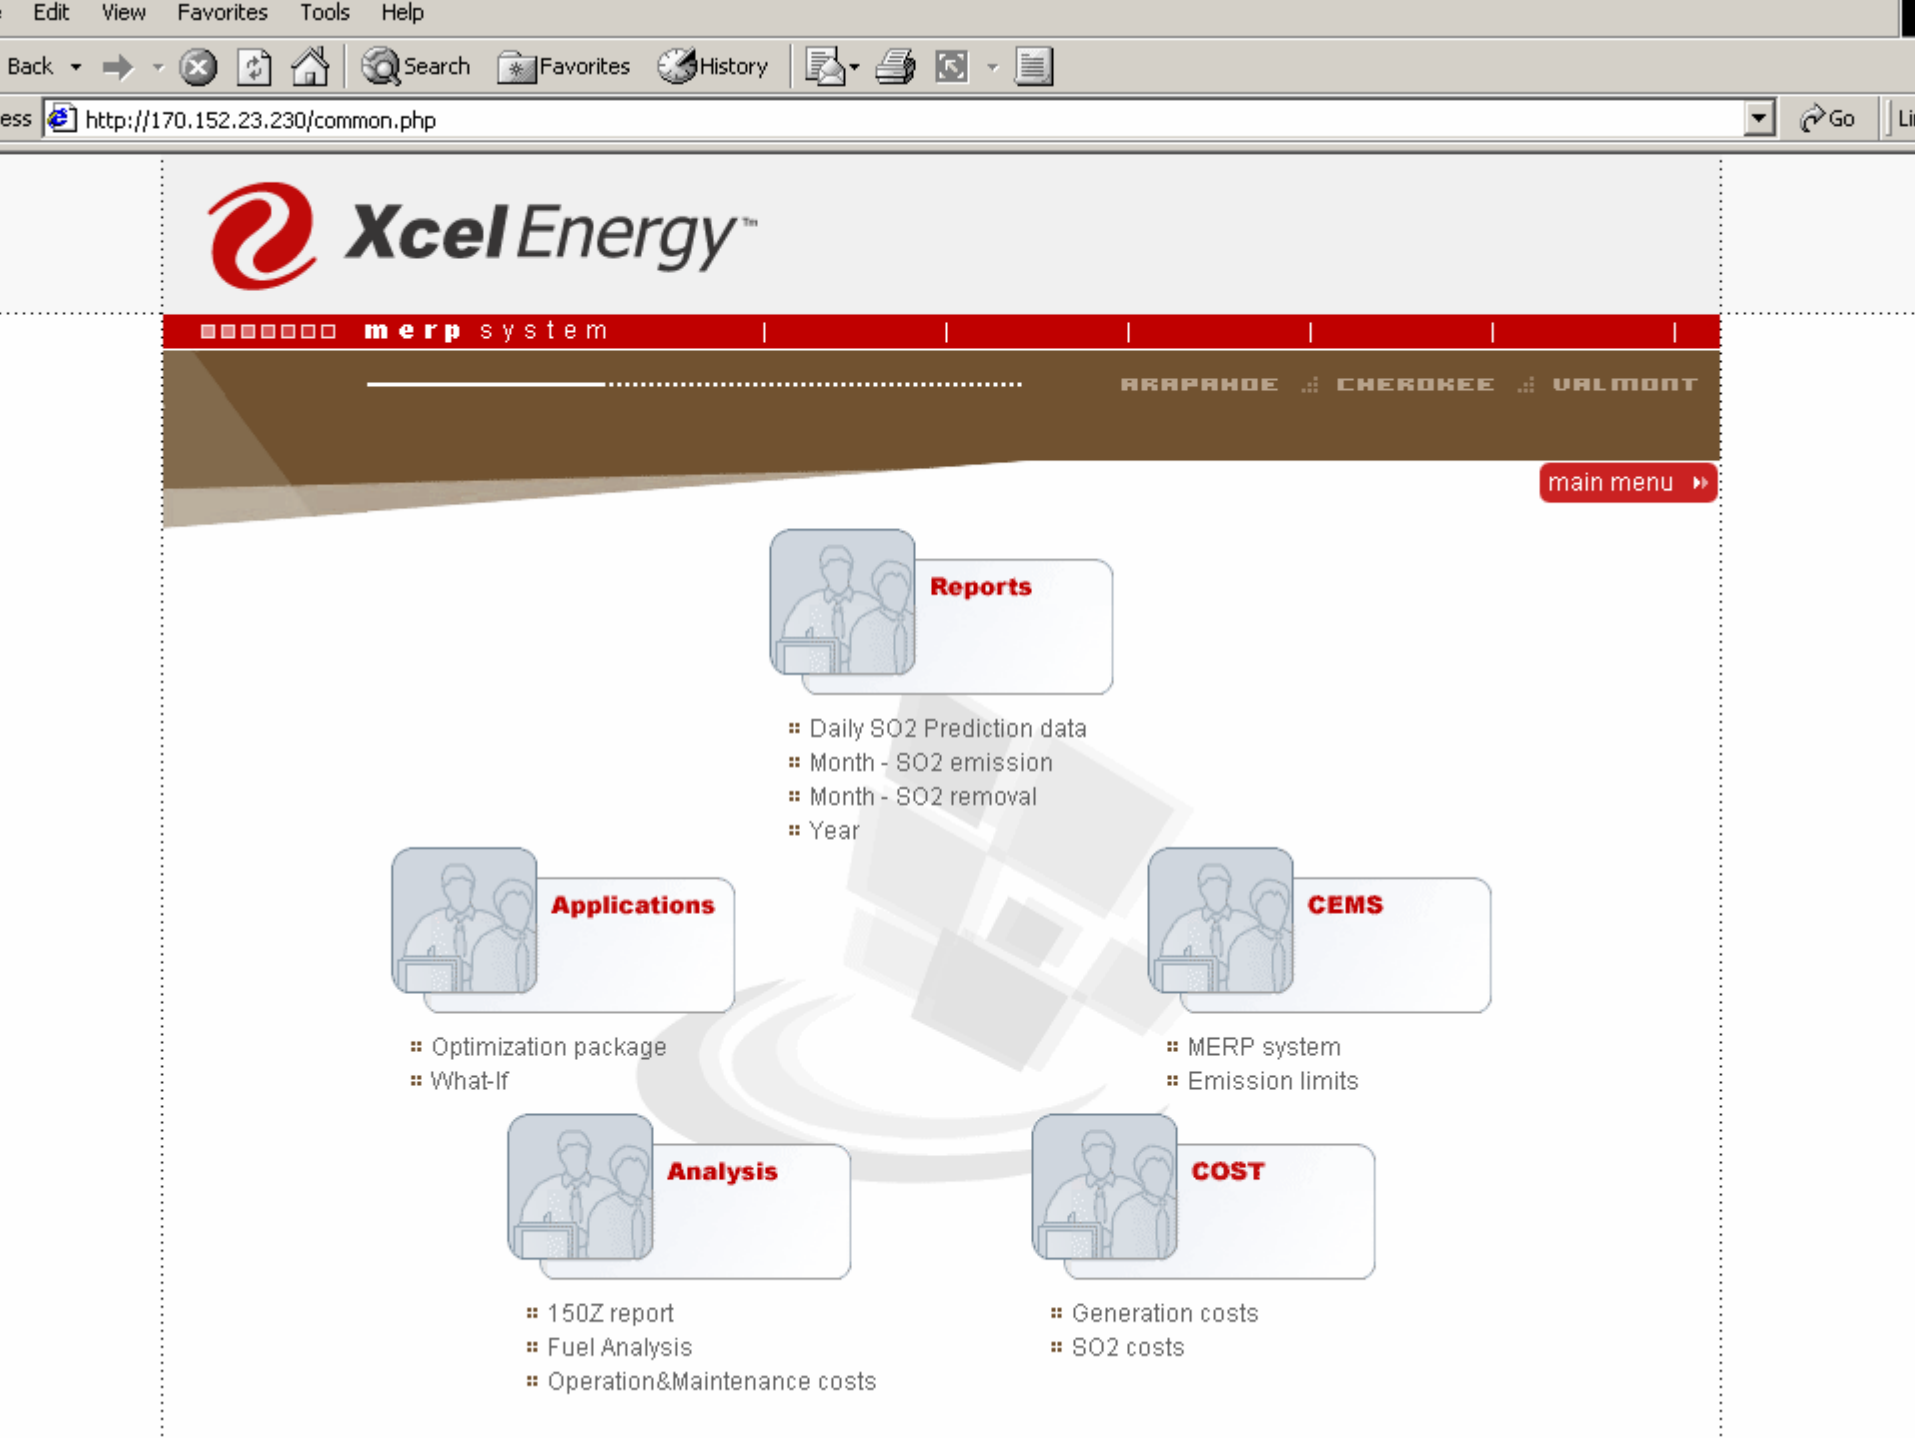 Edit View Favorites Tools Help
Back Search Favorites History
ess http://170.152.23.230/common.php Go Li
Xcel Energy™
merp system
ARAPAHOE CHEROKEE VALMONT
main menu
Reports
Daily SO2 Prediction data
Month - SO2 emission
Month - SO2 removal
Year
Applications
Optimization package
What-If
CEMS
MERP system
Emission limits
Analysis
150Z report
Fuel Analysis
Operation&Maintenance costs
COST
Generation costs
SO2 costs